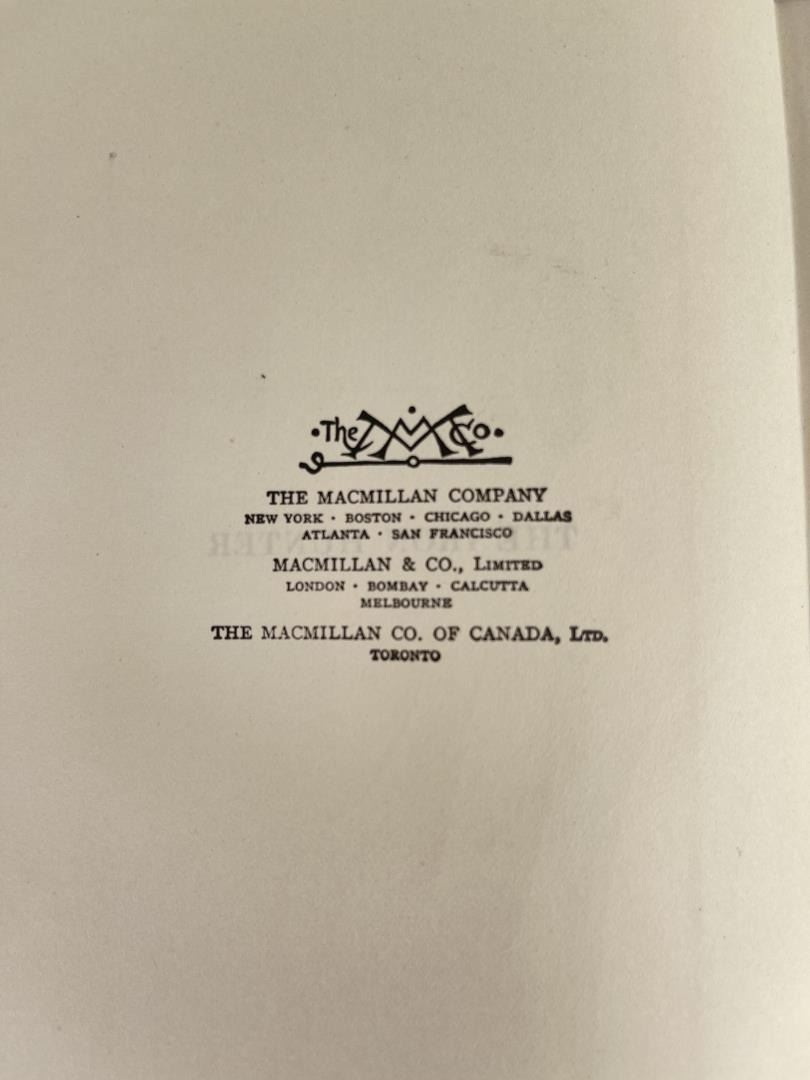 ·The M Co·
THE MACMILLAN COMPANY
NEW YORK · BOSTON · CHICAGO · DALLAS
ATLANTA · SAN FRANCISCO
MACMILLAN & CO., LIMITED
LONDON · BOMBAY · CALCUTTA
MELBOURNE
THE MACMILLAN CO. OF CANADA, LTD.
TORONTO